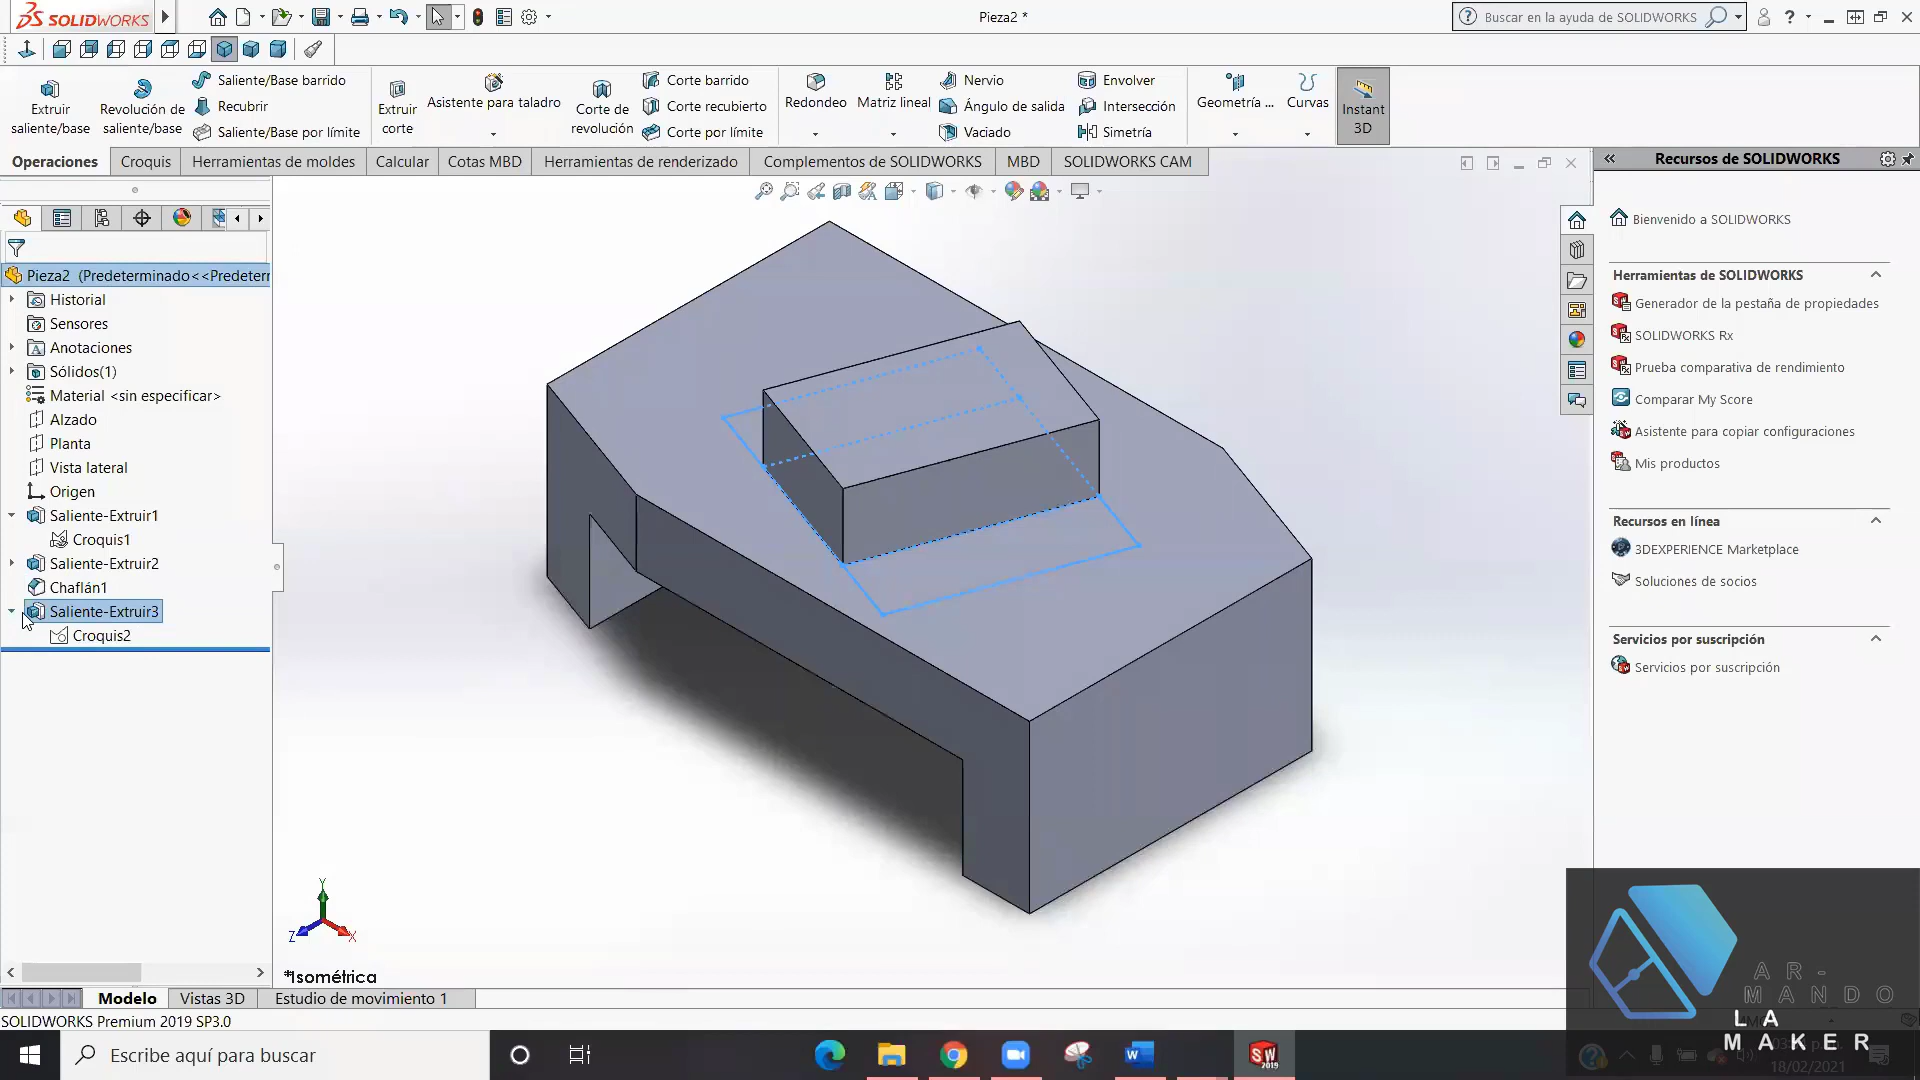 SOLIDWORKS
Pieza2 *
Buscar en la ayuda de SOLIDWORKS
Extruir saliente/base
Revolución de saliente/base
Saliente/Base barrido
Recubrir
Saliente/Base por límite
Extruir corte
Asistente para taladro
Corte de revolución
Corte barrido
Corte recubierto
Corte por límite
Redondeo
Matriz lineal
Nervio
Ángulo de salida
Vaciado
Envolver
Intersección
Simetría
Geometría ...
Curvas
Instant 3D
Operaciones
Croquis
Herramientas de moldes
Calcular
Cotas MBD
Herramientas de renderizado
Complementos de SOLIDWORKS
MBD
SOLIDWORKS CAM
Pieza2 (Predeterminado<<Predeterr
Historial
Sensores
Anotaciones
Sólidos(1)
Material <sin especificar>
Alzado
Planta
Vista lateral
Origen
Saliente-Extruir1
Croquis1
Saliente-Extruir2
Chaflán1
Saliente-Extruir3
Croquis2
Y
Z
X
*Isométrica
Recursos de SOLIDWORKS
Bienvenido a SOLIDWORKS
Herramientas de SOLIDWORKS
Generador de la pestaña de propiedades
SOLIDWORKS Rx
Prueba comparativa de rendimiento
Comparar My Score
Asistente para copiar configuraciones
Mis productos
Recursos en línea
3DEXPERIENCE Marketplace
Soluciones de socios
Servicios por suscripción
Servicios por suscripción
Modelo
Vistas 3D
Estudio de movimiento 1
SOLIDWORKS Premium 2019 SP3.0
AR-
MANDO
LA
MAKER
Escribe aquí para buscar
18/02/2021